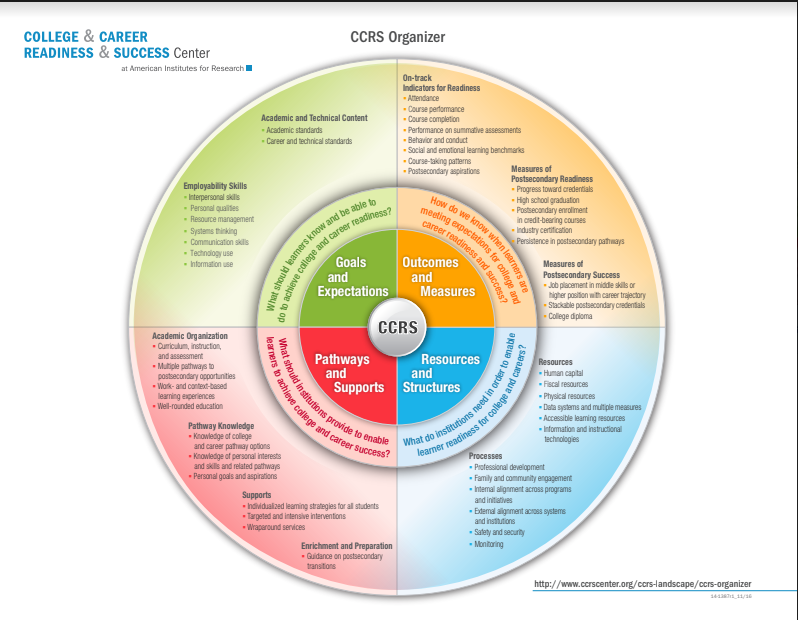 COLLEGE & CAREER
READINESS & SUCCESS Center
at American Institutes for Research
CCRS Organizer
Academic and Technical Content
• Academic standards
• Career and technical standards
Employability Skills
• Interpersonal skills
• Personal qualities
• Resource management
• Systems thinking
• Communication skills
• Technology use
• Information use
On-track
Indicators for Readiness
• Attendance
• Course performance
• Course completion
• Performance on summative assessments
• Behavior and conduct
• Social and emotional learning benchmarks
• Course-taking patterns
• Postsecondary aspirations
Measures of
Postsecondary Readiness
• Progress toward credentials
• High school graduation
• Postsecondary enrollment
in credit-bearing courses
• Industry certification
• Persistence in postsecondary pathways
Measures of
Postsecondary Success
• Job placement in middle skills or
higher position with career trajectory
• Stackable postsecondary credentials
• College diploma
What should learners know and be able to
do to achieve college and career readiness?
How do we know when learners are
meeting expectations for college and
career readiness and success?
Goals
and
Expectations
Outcomes
and
Measures
CCRS
Pathways
and
Supports
Resources
and
Structures
What should institutions provide to enable
learners to achieve college and career success?
What do institutions need in order to enable
learner readiness for college and careers?
Academic Organization
• Curriculum, instruction,
and assessment
• Multiple pathways to
postsecondary opportunities
• Work- and context-based
learning experiences
• Well-rounded education
Pathway Knowledge
• Knowledge of college
and career pathway options
• Knowledge of personal interests
and skills and related pathways
• Personal goals and aspirations
Supports
• Individualized learning strategies for all students
• Targeted and intensive interventions
• Wraparound services
Enrichment and Preparation
• Guidance on postsecondary
transitions
Resources
• Human capital
• Fiscal resources
• Physical resources
• Data systems and multiple measures
• Accessible learning resources
• Information and instructional
technologies
Processes
• Professional development
• Family and community engagement
• Internal alignment across programs
and initiatives
• External alignment across systems
and institutions
• Safety and security
• Monitoring
http://www.ccrscenter.org/ccrs-landscape/ccrs-organizer